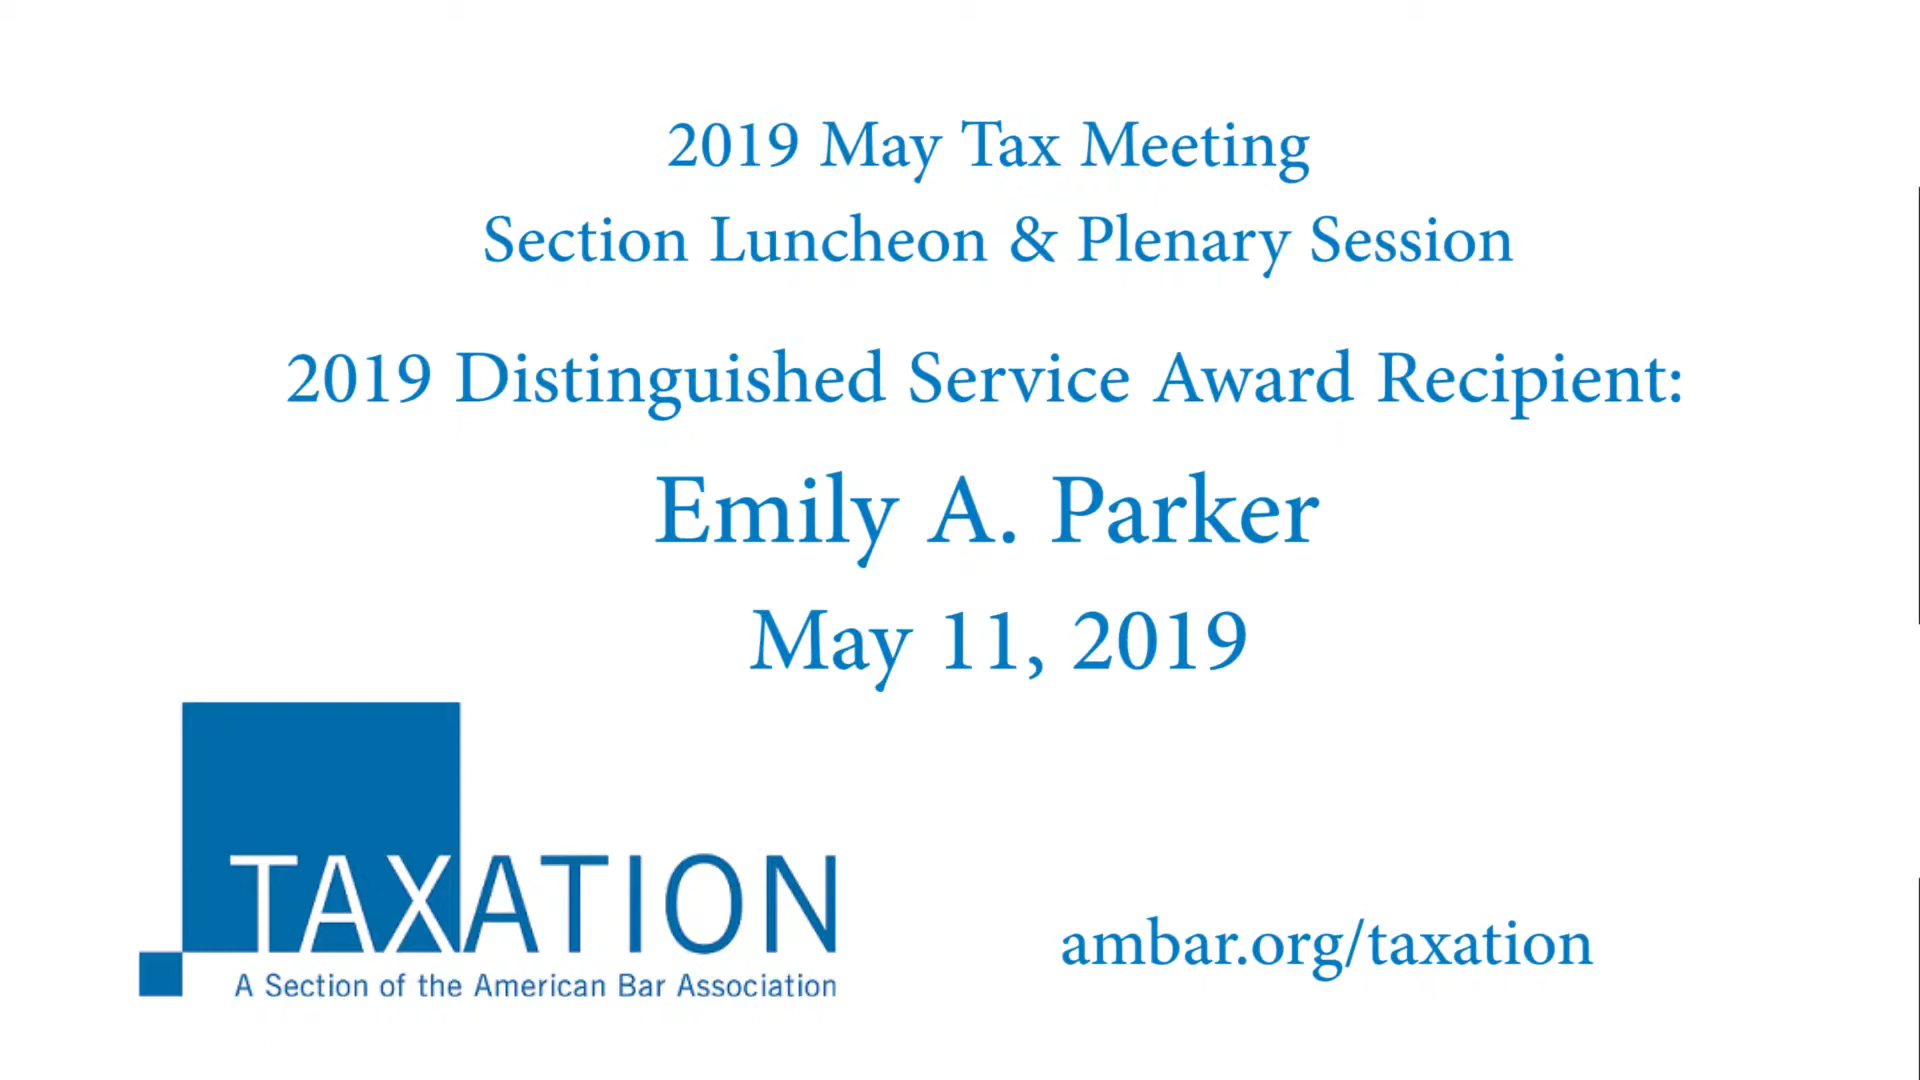 2019 May Tax Meeting
Section Luncheon & Plenary Session
2019 Distinguished Service Award Recipient:
Emily A. Parker
May 11, 2019
TAXATION
A Section of the American Bar Association
ambar.org/taxation